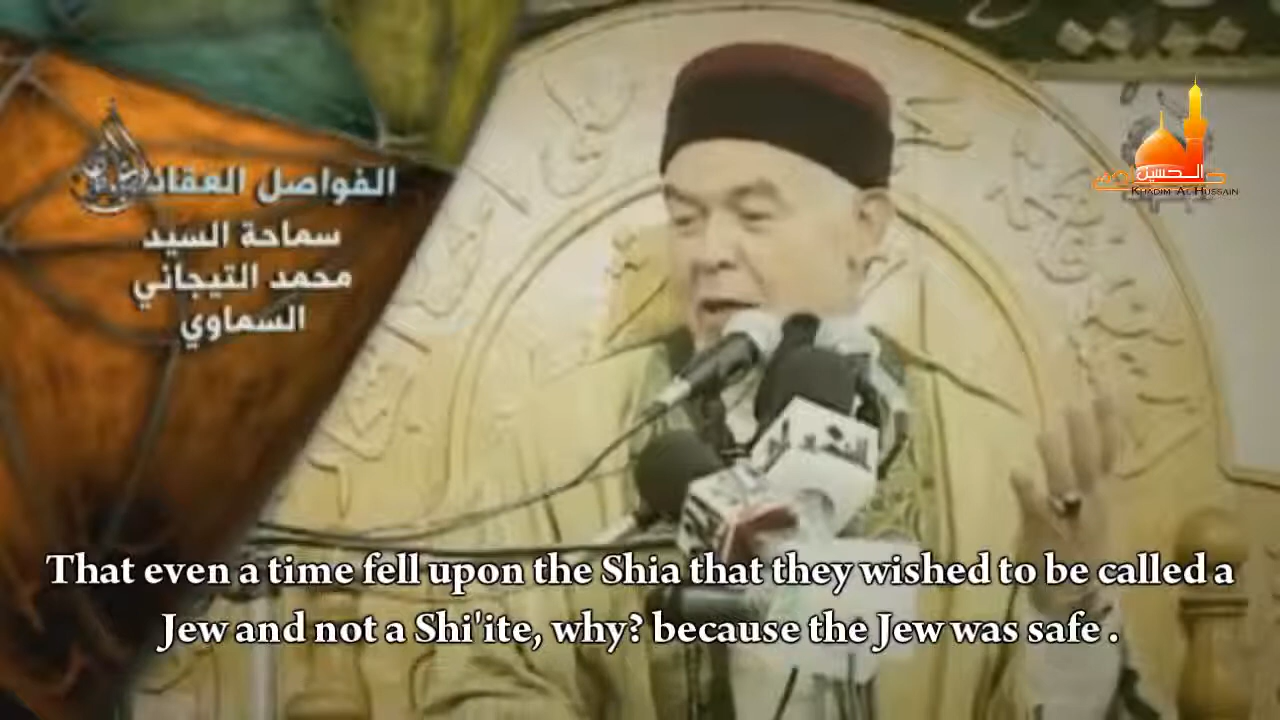 الفواصل
سماحة السيد
محمد التيجاني
السماوي
الحسين
KHADIM AL HUSSAIN
That even a time fell upon the Shia that they wished to be called a
Jew and not a Shi'ite, why? because the Jew was safe .